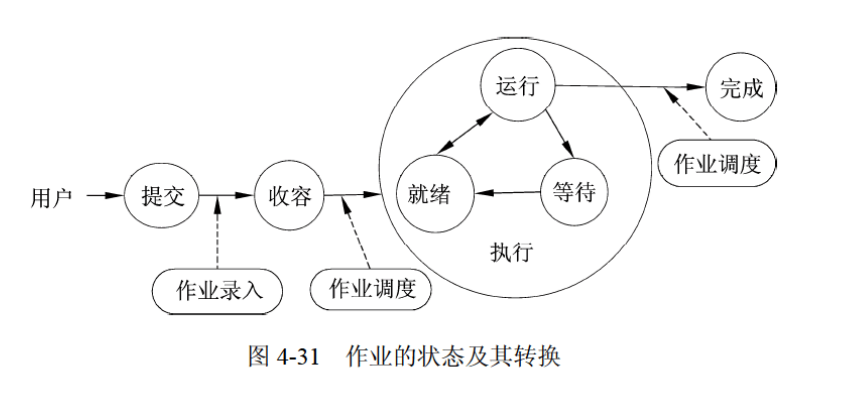 运行
完成
作业调度
用户
提交
收容
就绪
等待
执行
作业录入
作业调度
图 4-31 作业的状态及其转换